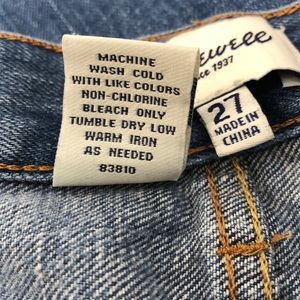 MACHINE
WASH COLD
WITH LIKE COLORS
NON-CHLORINE
BLEACH ONLY
TUMBLE DRY LOW
WARM IRON
AS NEEDED
83810
1937
27
MADE IN
CHINA